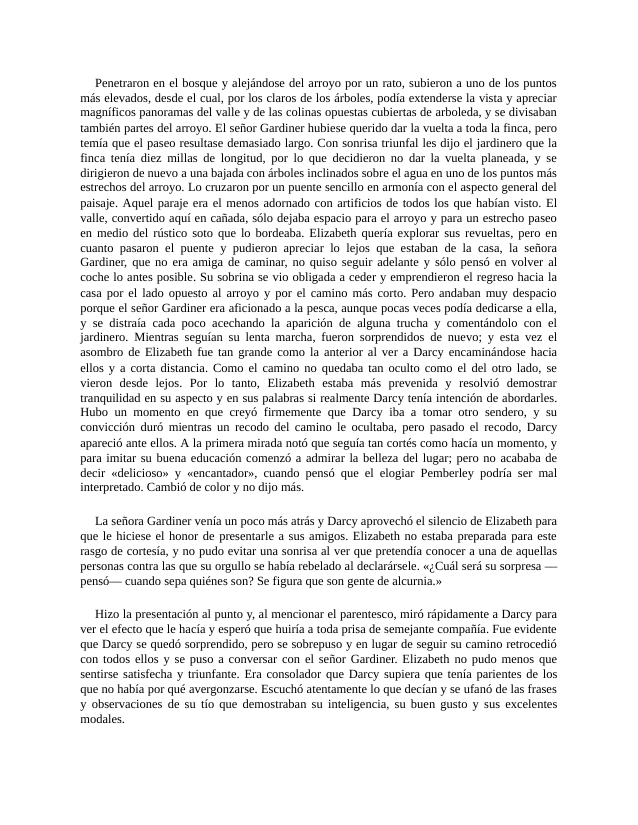 Penetraron en el bosque y alejándose del arroyo por un rato, subieron a uno de los puntos
más elevados, desde el cual, por los claros de los árboles, podía extenderse la vista y apreciar
magníficos panoramas del valle y de las colinas opuestas cubiertas de arboleda, y se divisaban
también partes del arroyo. El señor Gardiner hubiese querido dar la vuelta a toda la finca, pero
temía que el paseo resultase demasiado largo. Con sonrisa triunfal les dijo el jardinero que la
finca tenía diez millas de longitud, por lo que decidieron no dar la vuelta planeada, y se
dirigieron de nuevo a una bajada con árboles inclinados sobre el agua en uno de los puntos más
estrechos del arroyo. Lo cruzaron por un puente sencillo en armonía con el aspecto general del
paisaje. Aquel paraje era el menos adornado con artificios de todos los que habían visto. El
valle, convertido aquí en cañada, sólo dejaba espacio para el arroyo y para un estrecho paseo
en medio del rústico soto que lo bordeaba. Elizabeth quería explorar sus revueltas, pero en
cuanto pasaron el puente y pudieron apreciar lo lejos que estaban de la casa, la señora
Gardiner, que no era amiga de caminar, no quiso seguir adelante y sólo pensó en volver al
coche lo antes posible. Su sobrina se vio obligada a ceder y emprendieron el regreso hacia la
casa por el lado opuesto al arroyo y por el camino más corto. Pero andaban muy despacio
porque el señor Gardiner era aficionado a la pesca, aunque pocas veces podía dedicarse a ella,
y se distraía cada poco acechando la aparición de alguna trucha y comentándolo con el
jardinero. Mientras seguían su lenta marcha, fueron sorprendidos de nuevo; y esta vez el
asombro de Elizabeth fue tan grande como la anterior al ver a Darcy encaminándose hacia
ellos y a corta distancia. Como el camino no quedaba tan oculto como el del otro lado, se
vieron desde lejos. Por lo tanto, Elizabeth estaba más prevenida y resolvió demostrar
tranquilidad en su aspecto y en sus palabras si realmente Darcy tenía intención de abordarles.
Hubo un momento en que creyó firmemente que Darcy iba a tomar otro sendero, y su
convicción duró mientras un recodo del camino le ocultaba, pero pasado el recodo, Darcy
apareció ante ellos. A la primera mirada notó que seguía tan cortés como hacía un momento, y
para imitar su buena educación comenzó a admirar la belleza del lugar; pero no acababa de
decir «delicioso» y «encantador», cuando pensó que el elogiar Pemberley podría ser mal
interpretado. Cambió de color y no dijo más.
La señora Gardiner venía un poco más atrás y Darcy aprovechó el silencio de Elizabeth para
que le hiciese el honor de presentarle a sus amigos. Elizabeth no estaba preparada para este
rasgo de cortesía, y no pudo evitar una sonrisa al ver que pretendía conocer a una de aquellas
personas contra las que su orgullo se había rebelado al declarársele. «¿Cuál será su sorpresa —
pensó— cuando sepa quiénes son? Se figura que son gente de alcurnia.»
Hizo la presentación al punto y, al mencionar el parentesco, miró rápidamente a Darcy para
ver el efecto que le hacía y esperó que huiría a toda prisa de semejante compañía. Fue evidente
que Darcy se quedó sorprendido, pero se sobrepuso y en lugar de seguir su camino retrocedió
con todos ellos y se puso a conversar con el señor Gardiner. Elizabeth no pudo menos que
sentirse satisfecha y triunfante. Era consolador que Darcy supiera que tenía parientes de los
que no había por qué avergonzarse. Escuchó atentamente lo que decían y se ufanó de las frases
y observaciones de su tío que demostraban su inteligencia, su buen gusto y sus excelentes
modales.